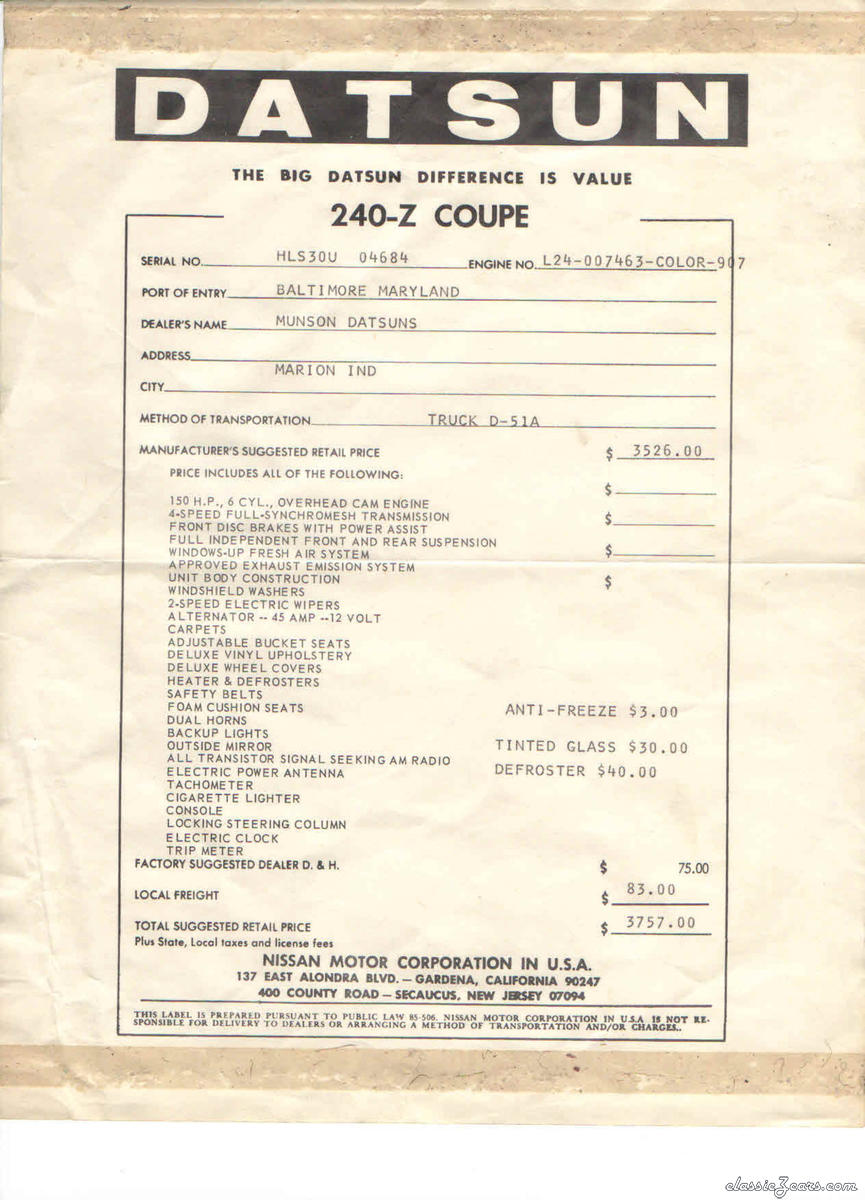 DATSUN
THE BIG DATSUN DIFFERENCE IS VALUE
240-Z COUPE
SERIAL NO. HLS30U 04684 ENGINE NO. L24-007463-COLOR-907
PORT OF ENTRY BALTIMORE MARYLAND
DEALER'S NAME MUNSON DATSUNS
ADDRESS
MARION IND
CITY
METHOD OF TRANSPORTATION TRUCK D-51A
MANUFACTURER'S SUGGESTED RETAIL PRICE $ 3526.00
PRICE INCLUDES ALL OF THE FOLLOWING:
$
150 H.P., 6 CYL., OVERHEAD CAM ENGINE
4-SPEED FULL-SYNCHROMESH TRANSMISSION $
FRONT DISC BRAKES WITH POWER ASSIST
FULL INDEPENDENT FRONT AND REAR SUSPENSION
WINDOWS-UP FRESH AIR SYSTEM $
APPROVED EXHAUST EMISSION SYSTEM
UNIT BODY CONSTRUCTION $
WINDSHIELD WASHERS
2-SPEED ELECTRIC WIPERS
ALTERNATOR -- 45 AMP --12 VOLT
CARPETS
ADJUSTABLE BUCKET SEATS
DELUXE VINYL UPHOLSTERY
DELUXE WHEEL COVERS
HEATER & DEFROSTERS
SAFETY BELTS
FOAM CUSHION SEATS ANTI-FREEZE $3.00
DUAL HORNS
BACKUP LIGHTS
OUTSIDE MIRROR TINTED GLASS $30.00
ALL TRANSISTOR SIGNAL SEEKING AM RADIO
ELECTRIC POWER ANTENNA DEFROSTER $40.00
TACHOMETER
CIGARETTE LIGHTER
CONSOLE
LOCKING STEERING COLUMN
ELECTRIC CLOCK
TRIP METER
FACTORY SUGGESTED DEALER D. & H. $ 75.00
LOCAL FREIGHT $ 83.00
TOTAL SUGGESTED RETAIL PRICE $ 3757.00
Plus State, Local taxes and license fees
NISSAN MOTOR CORPORATION IN U.S.A.
137 EAST ALONDRA BLVD. – GARDENA, CALIFORNIA 90247
400 COUNTY ROAD – SECAUCUS, NEW JERSEY 07094
THIS LABEL IS PREPARED PURSUANT TO PUBLIC LAW 85-506. NISSAN MOTOR CORPORATION IN U.S.A IS NOT RE-
SPONSIBLE FOR DELIVERY TO DEALERS OR ARRANGING A METHOD OF TRANSPORTATION AND/OR CHARGES..
classiczcars.com